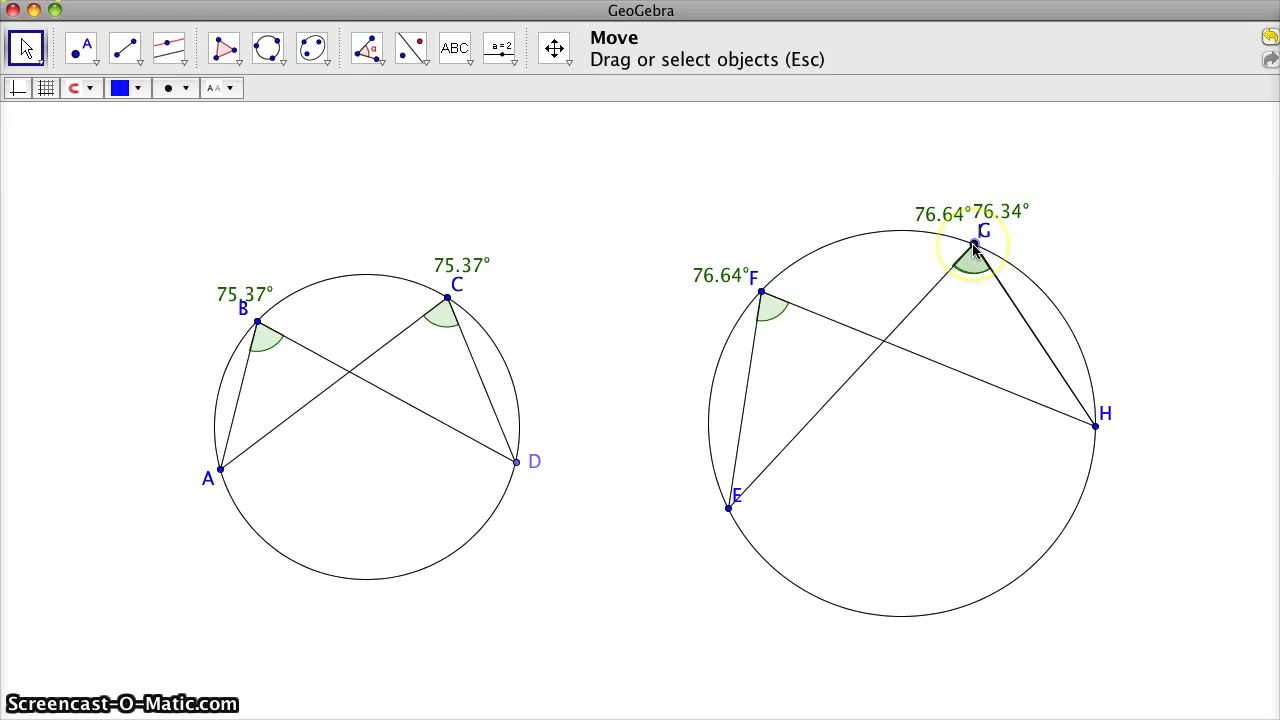 GeoGebra
A
α
ABC
a=2
Move
Drag or select objects (Esc)
A A
76.64° 76.34°
G
75.37°
C
76.64°
F
75.37°
B
H
D
A
E
Screencast-O-Matic.com